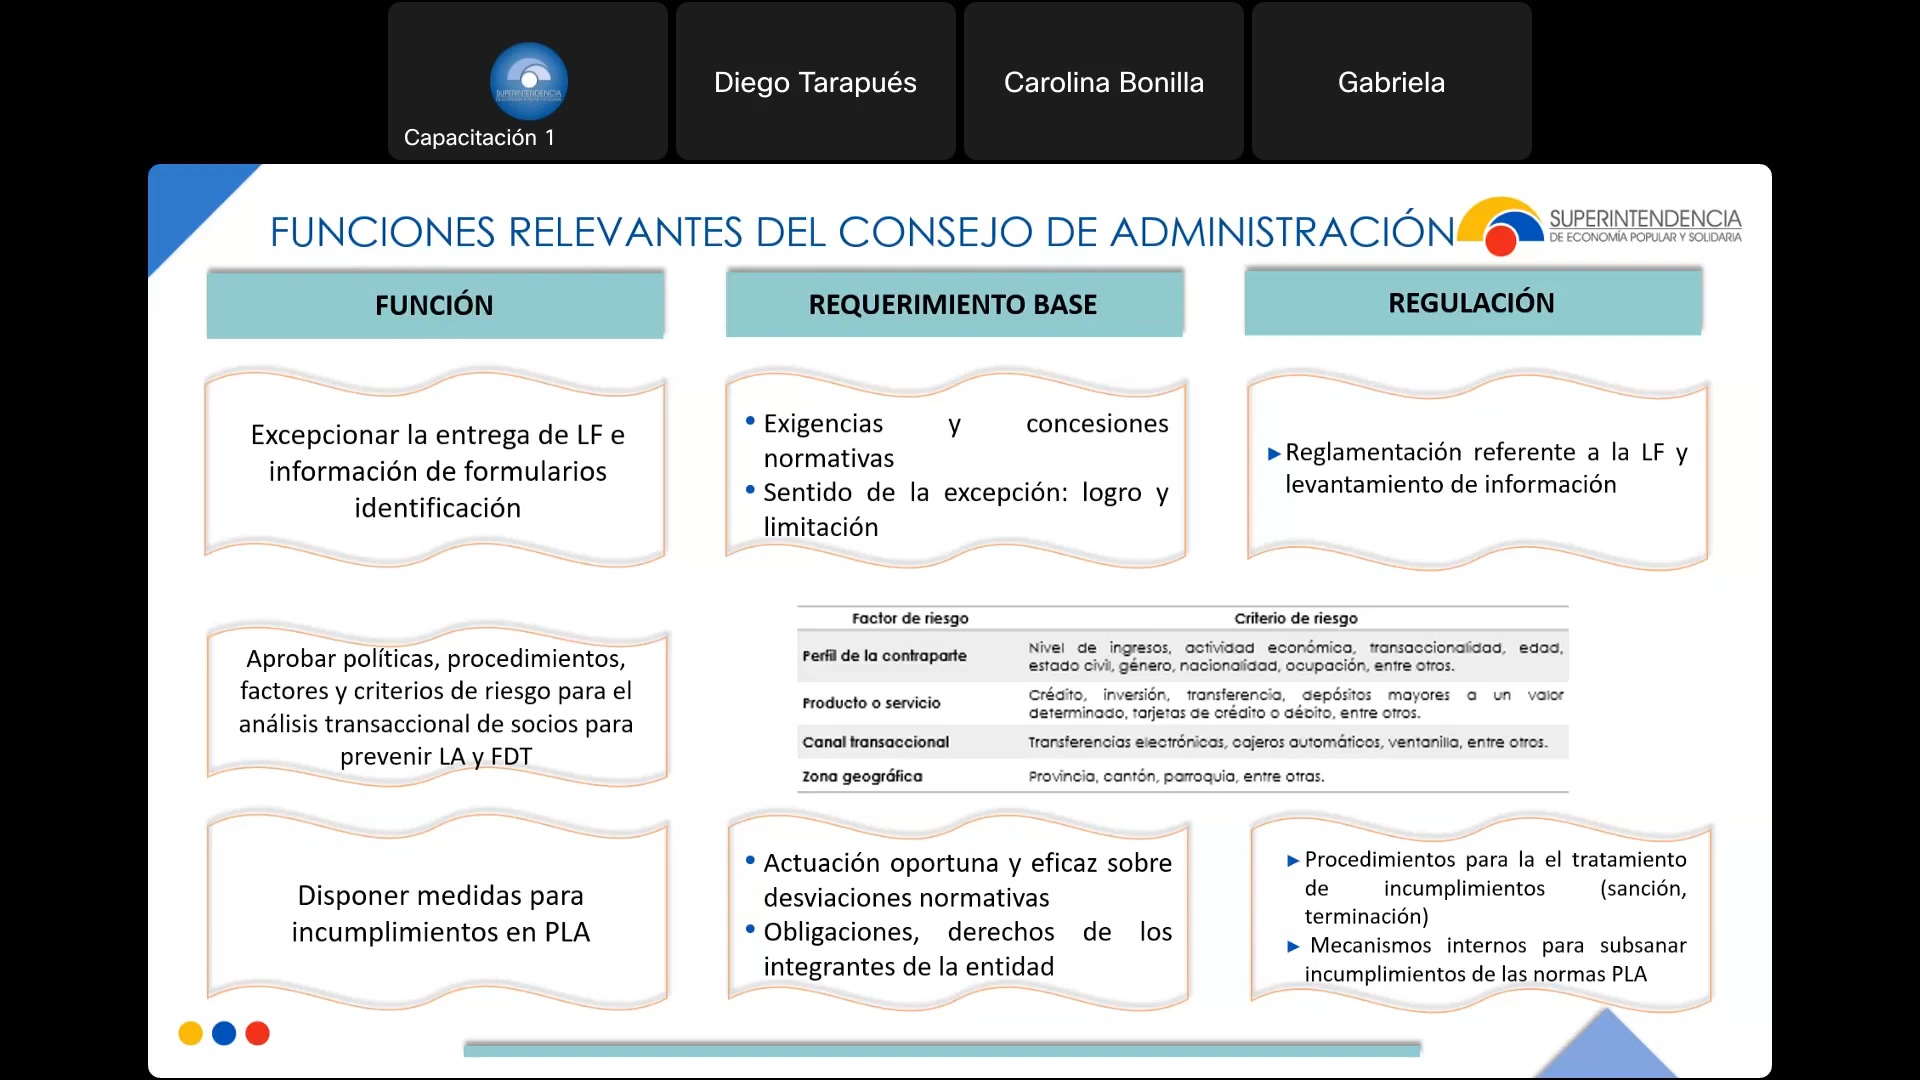 SUPERINTENDENCIA
Capacitación 1
Diego Tarapués
Carolina Bonilla
Gabriela
FUNCIONES RELEVANTES DEL CONSEJO DE ADMINISTRACIÓN
SUPERINTENDENCIA
DE ECONOMÍA POPULAR Y SOLIDARIA
FUNCIÓN
REQUERIMIENTO BASE
REGULACIÓN
Excepcionar la entrega de LF e
información de formularios
identificación
• Exigencias y concesiones
normativas
• Sentido de la excepción: logro y
limitación
►Reglamentación referente a la LF y
levantamiento de información
Aprobar políticas, procedimientos,
factores y criterios de riesgo para el
análisis transaccional de socios para
prevenir LA y FDT
Factor de riesgo Criterio de riesgo
Perfil de la contraparte
Nivel de ingresos, actividad económica, transaccionalidad, edad,
estado civil, género, nacionalidad, ocupación, entre otros.
Producto o servicio
Crédito, inversión, transferencia, depósitos mayores a un valor
determinado, tarjetas de crédito o débito, entre otros.
Canal transaccional Transferencias electrónicas, cajeros automáticos, ventanilla, entre otros.
Zona geográfica Provincia, cantón, parroquia, entre otras.
Disponer medidas para
incumplimientos en PLA
• Actuación oportuna y eficaz sobre
desviaciones normativas
• Obligaciones, derechos de los
integrantes de la entidad
►Procedimientos para la el tratamiento
de incumplimientos (sanción,
terminación)
► Mecanismos internos para subsanar
incumplimientos de las normas PLA